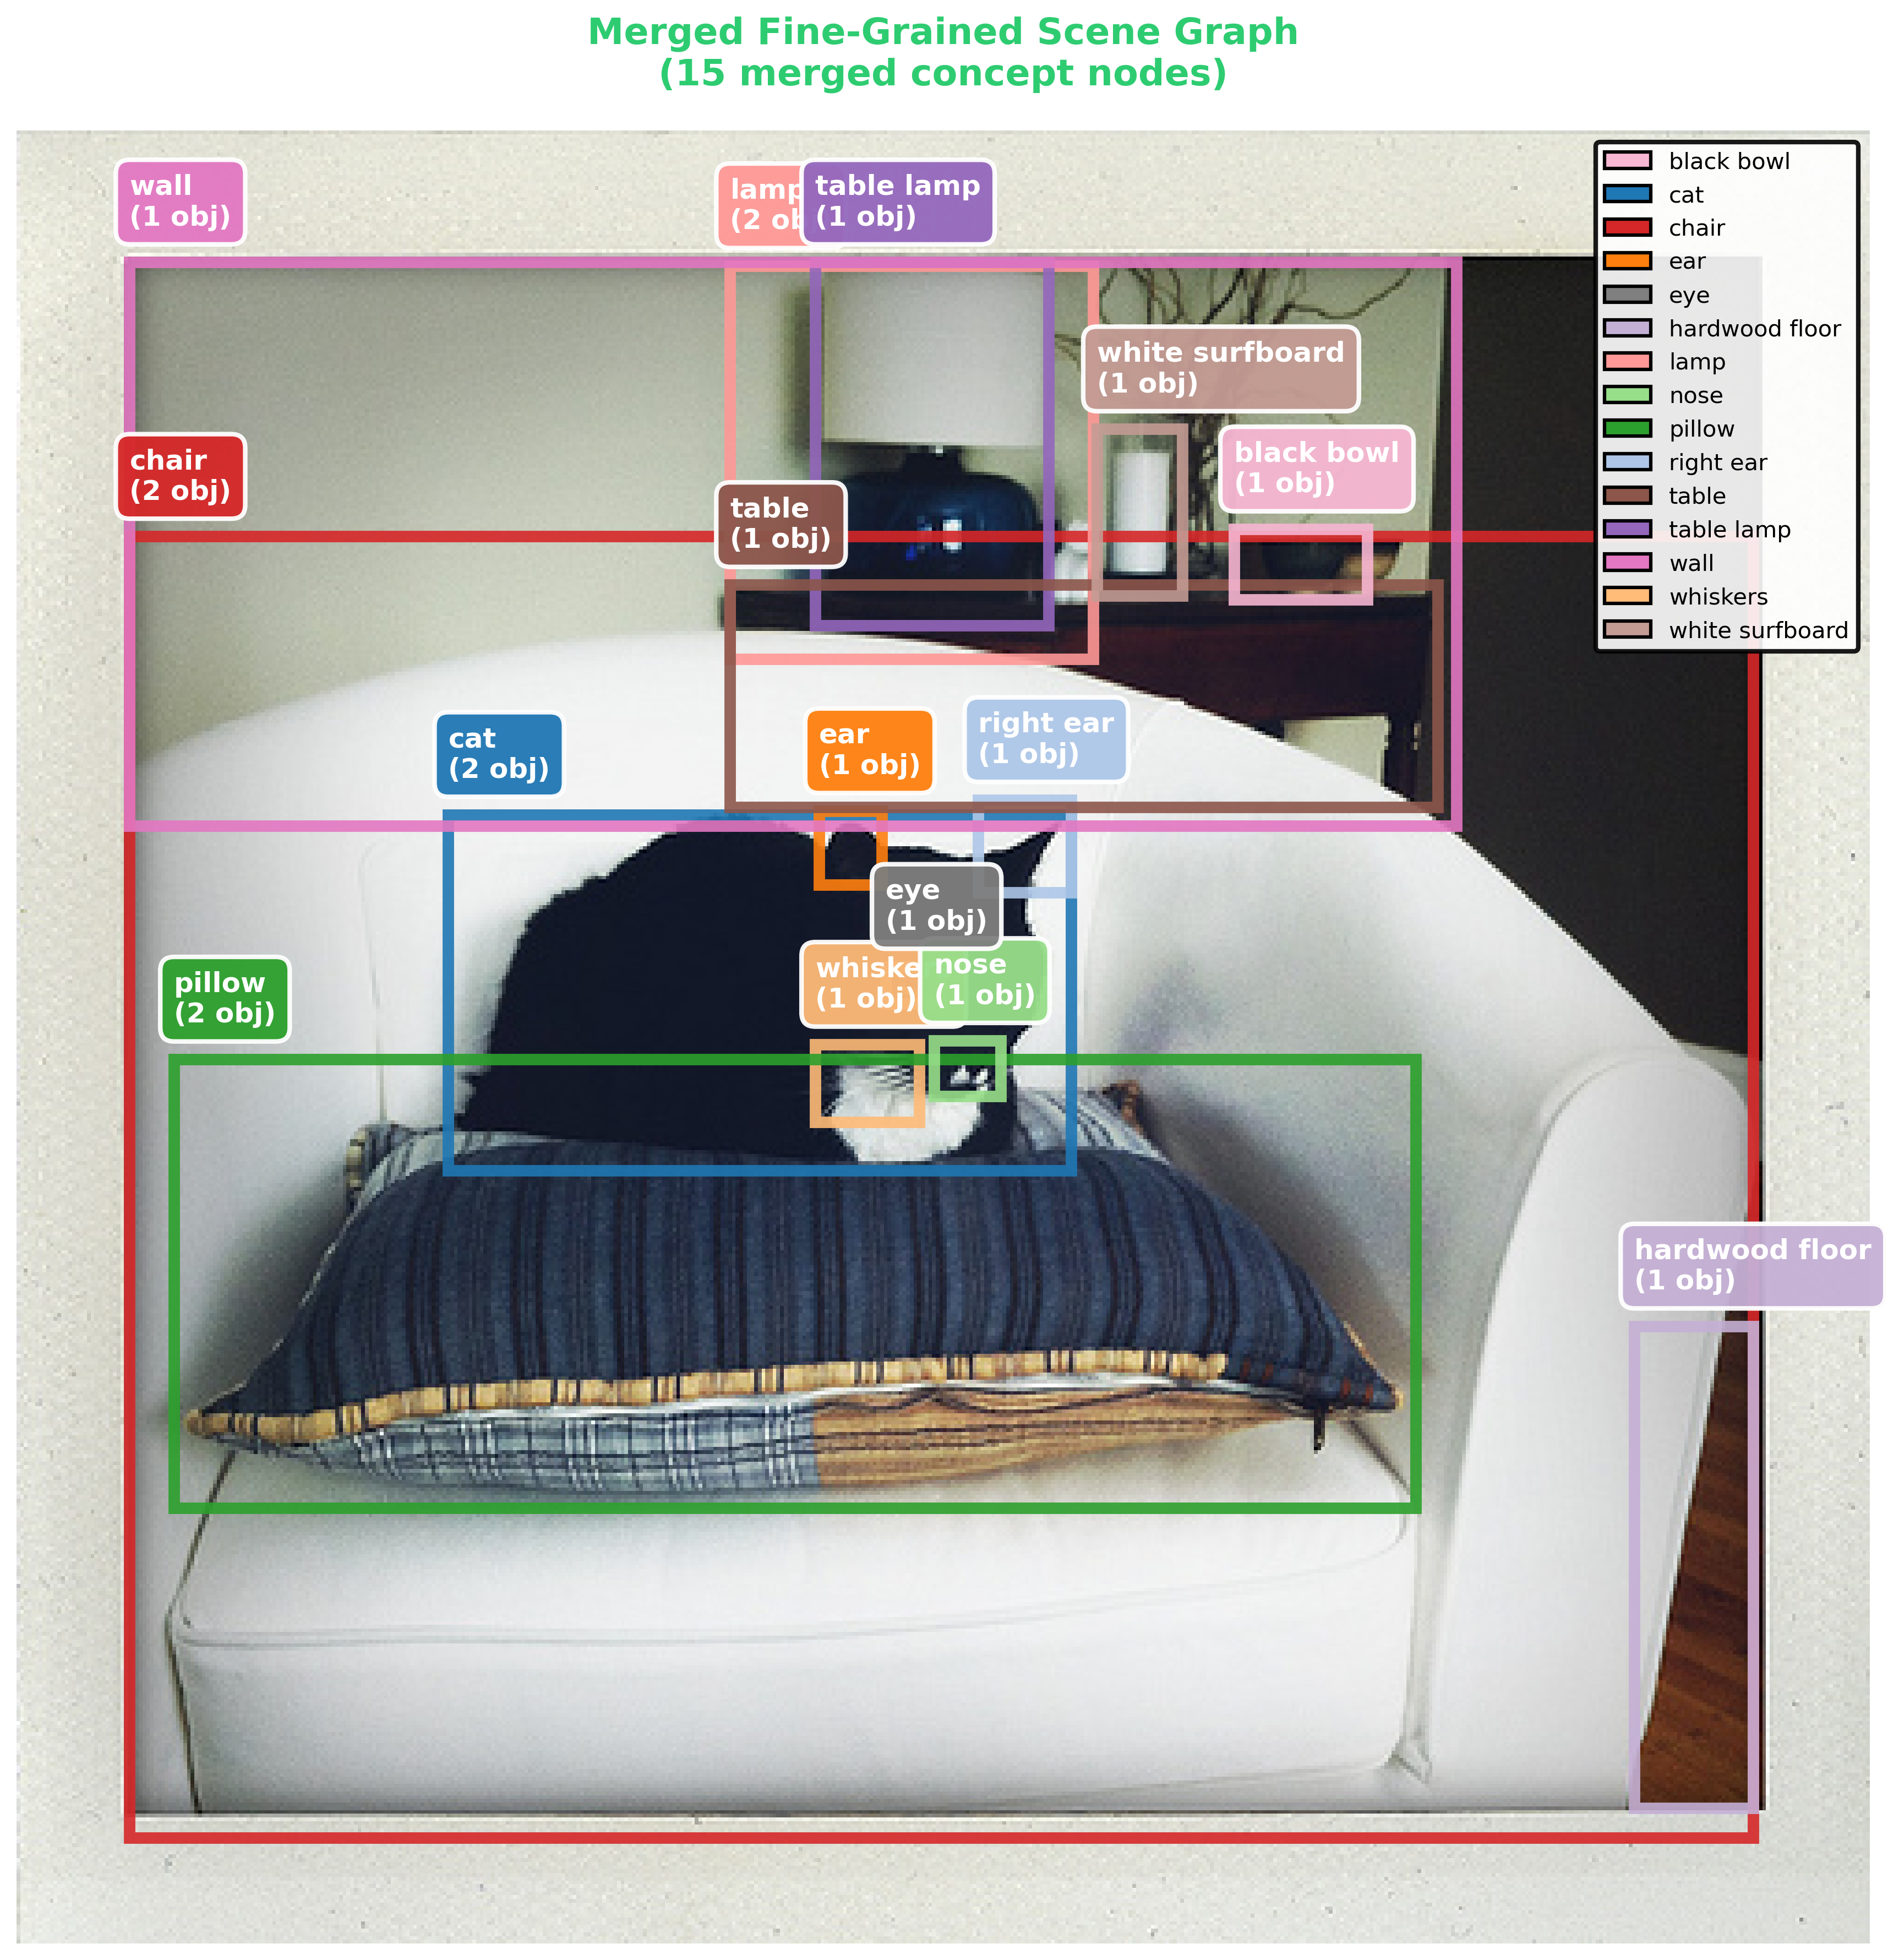 Merged Fine-Grained Scene Graph
(15 merged concept nodes)
wall
(1 obj)
lamp
(2 ob
table lamp
(1 obj)
white surfboard
(1 obj)
black bowl
(1 obj)
chair
(2 obj)
table
(1 obj)
cat
(2 obj)
ear
(1 obj)
right ear
(1 obj)
eye
(1 obj)
whiske
(1 obj)
nose
(1 obj)
pillow
(2 obj)
hardwood floor
(1 obj)
black bowl
cat
chair
ear
eye
hardwood floor
lamp
nose
pillow
right ear
table
table lamp
wall
whiskers
white surfboard